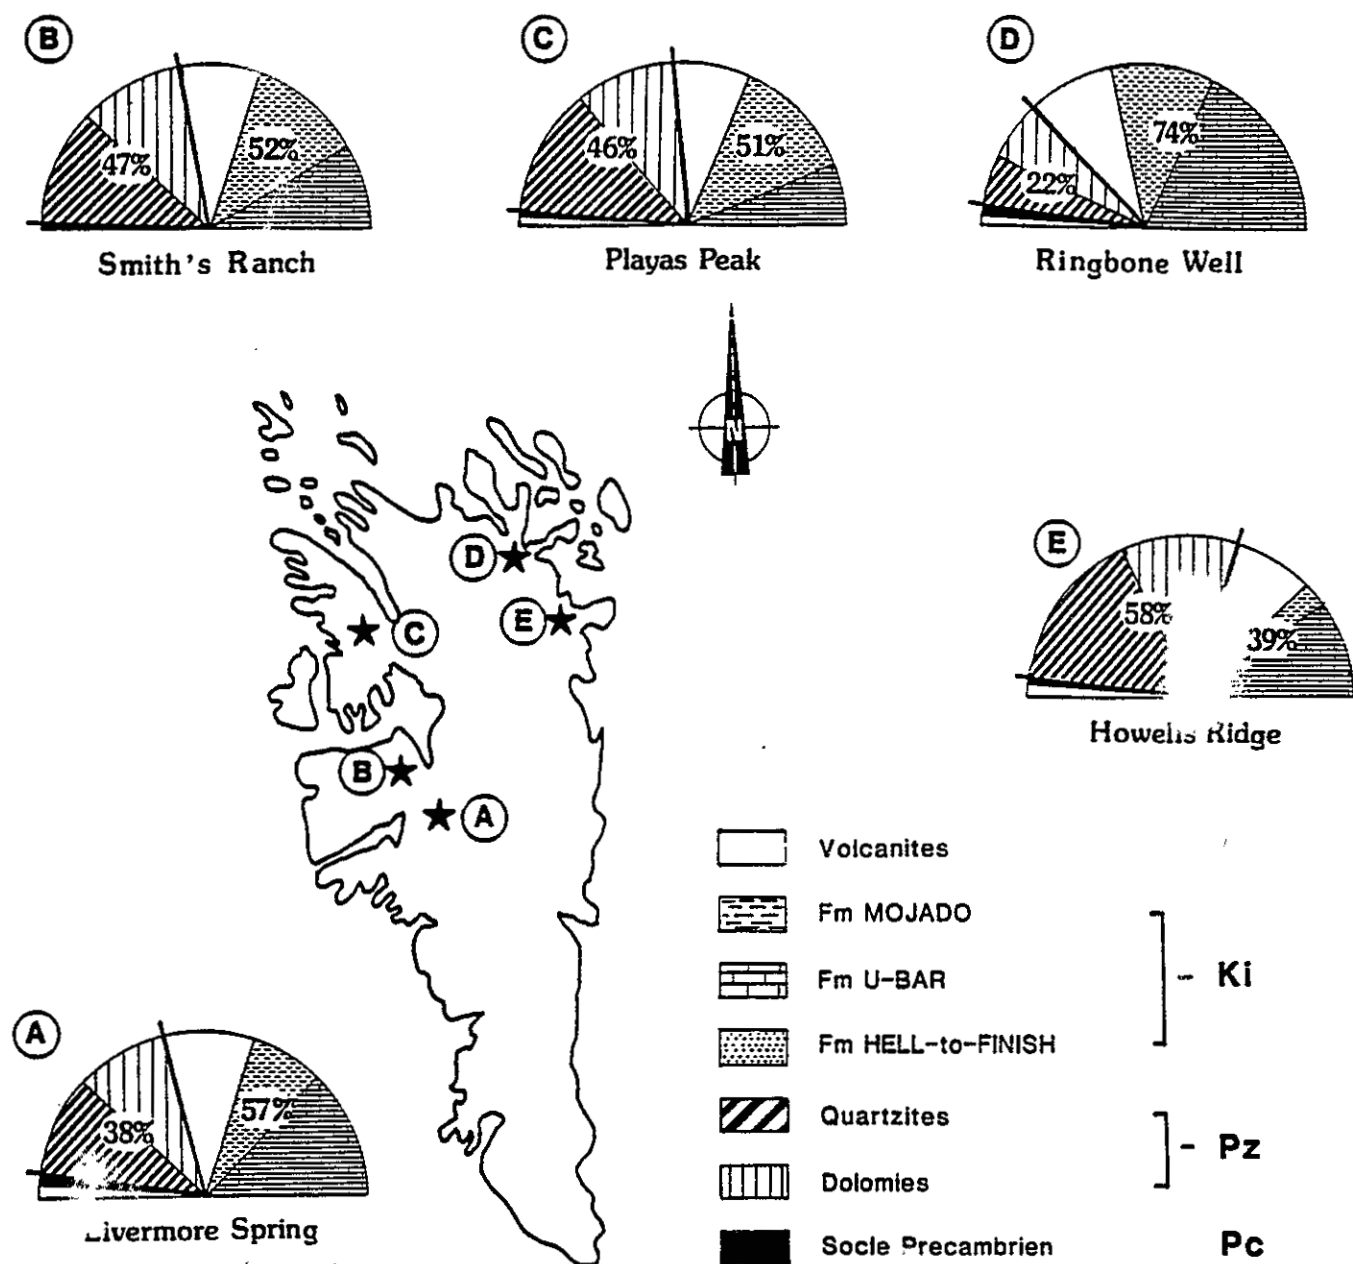 B
C
D
47%
52%
46%
51%
22%
74%
Smith's Ranch
Playas Peak
Ringbone Well
N
E
58%
39%
Howells Ridge
D
E
C
B
A
Volcanites
Fm MOJADO
Fm U-BAR
Ki
Fm HELL-to-FINISH
Quartzites
Pz
Dolomies
Socle Precambrien
Pc
A
38%
57%
Livermore Spring